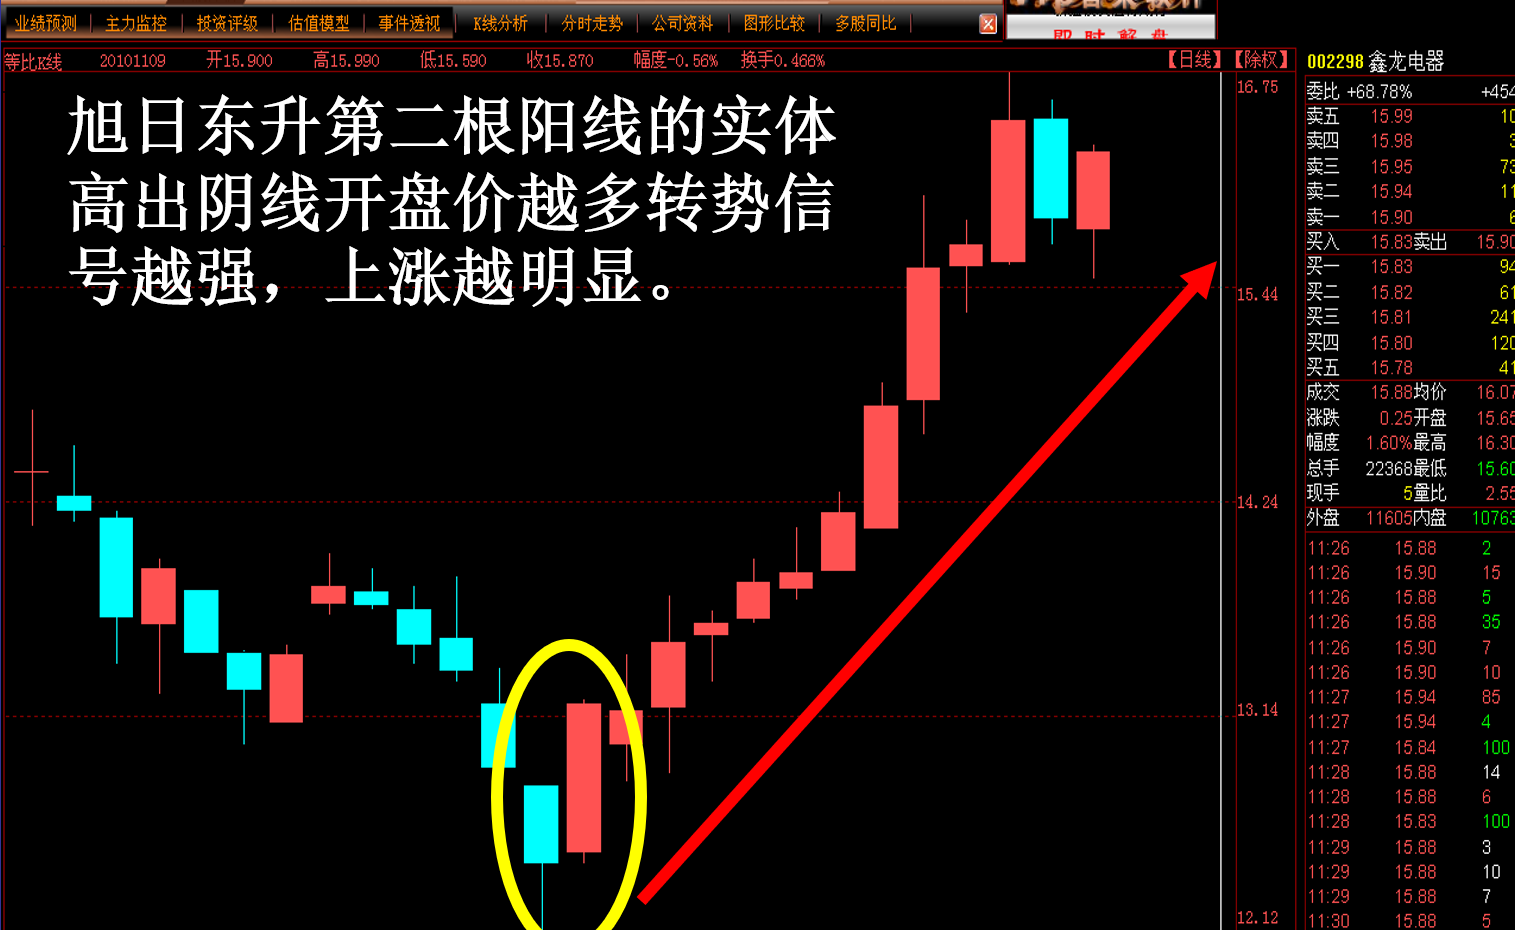 业绩预测 主力监控 投资评级 估值模型 事件透视 K线分析 分时走势 公司资料 图形比较 多股同比
即时解盘
等比K线 20101109 开15.900 高15.990 低15.590 收15.870 幅度-0.56% 换手0.466% 【日线】【除权】
旭日东升第二根阳线的实体
高出阴线开盘价越多转势信
号越强，上涨越明显。
16.75
15.44
14.24
13.14
12.12
002298 鑫龙电器
委比 +68.78% +454
卖五 15.99 10
卖四 15.98 3
卖三 15.95 73
卖二 15.94 11
卖一 15.90 6
买入 15.83 卖出 15.90
买一 15.83 94
买二 15.82 61
买三 15.81 241
买四 15.80 120
买五 15.78 41
成交 15.88 均价 16.07
涨跌 0.25 开盘 15.65
幅度 1.60% 最高 16.30
总手 22368 最低 15.60
现手 5 量比 2.55
外盘 11605 内盘 10763
11:26 15.88 2
11:26 15.90 15
11:26 15.88 5
11:26 15.88 35
11:26 15.90 7
11:26 15.90 10
11:27 15.94 85
11:27 15.94 4
11:27 15.84 100
11:28 15.88 14
11:28 15.88 6
11:28 15.83 100
11:29 15.88 3
11:29 15.88 10
11:29 15.88 7
11:30 15.88 5